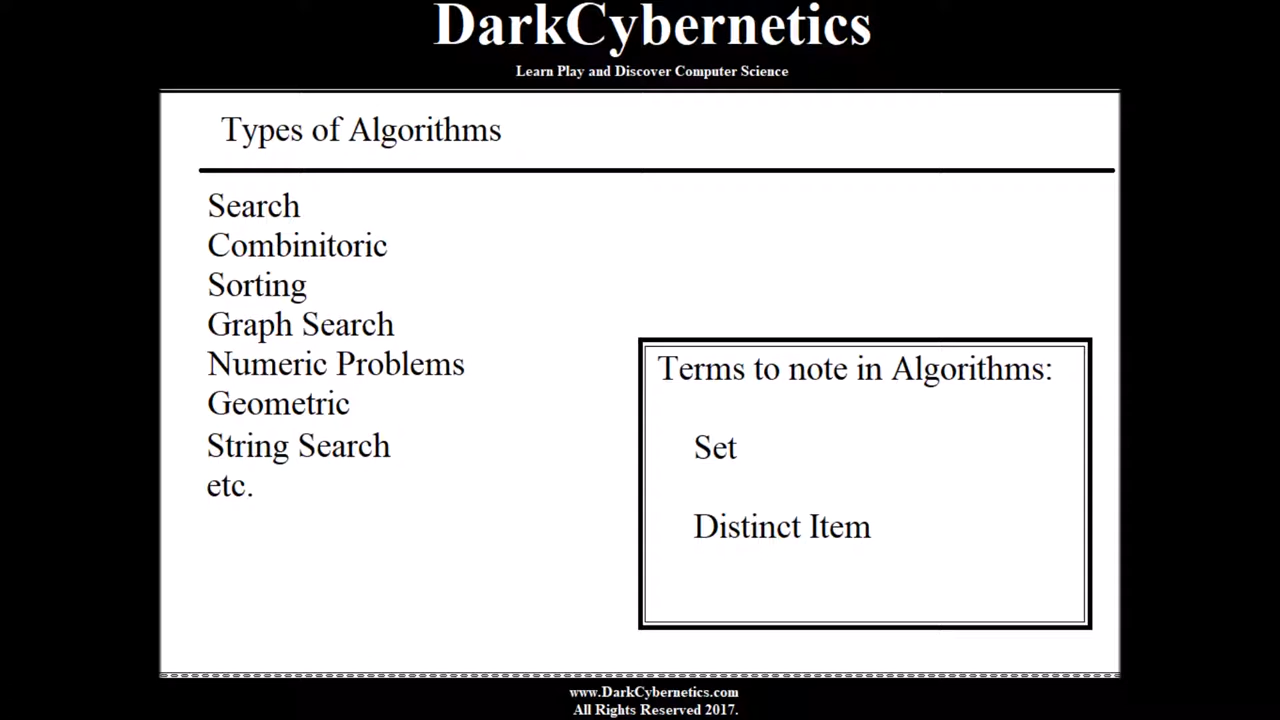 DarkCybernetics
Learn Play and Discover Computer Science
Types of Algorithms
Search
Combinitoric
Sorting
Graph Search
Numeric Problems
Geometric
String Search
etc.
Terms to note in Algorithms:
Set
Distinct Item
www.DarkCybernetics.com
All Rights Reserved 2017.